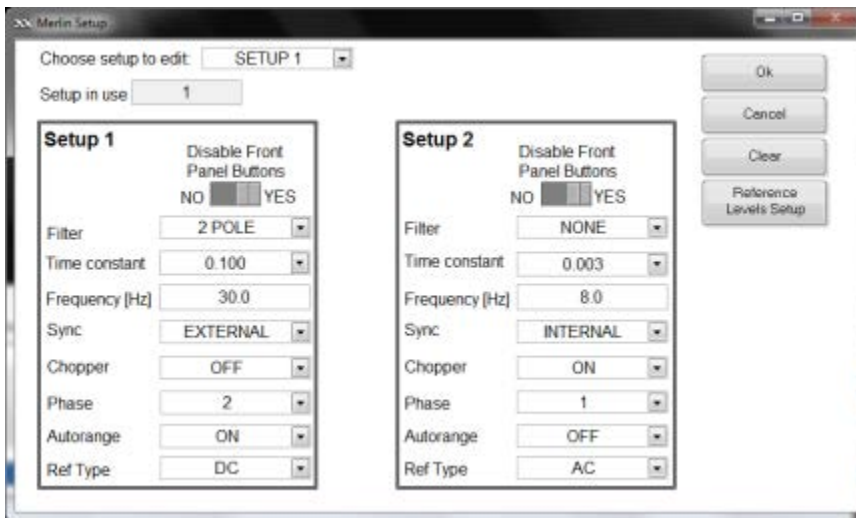 Merlin Setup
Choose setup to edit: SETUP 1
Setup in use 1
Ok
Cancel
Clear
Reference
Levels Setup
Setup 1
Disable Front
Panel Buttons
NO YES
Filter 2 POLE
Time constant 0.100
Frequency [Hz] 30.0
Sync EXTERNAL
Chopper OFF
Phase 2
Autorange ON
Ref Type DC
Setup 2
Disable Front
Panel Buttons
NO YES
Filter NONE
Time constant 0.003
Frequency [Hz] 8.0
Sync INTERNAL
Chopper ON
Phase 1
Autorange OFF
Ref Type AC